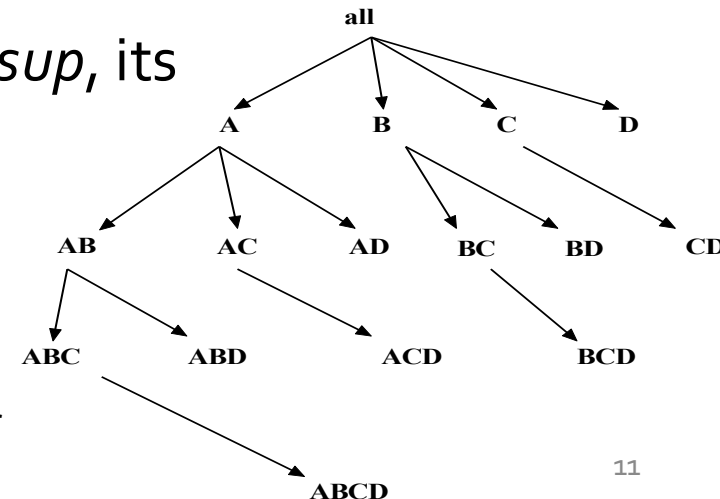 all
sup, its
A B C D
AB AC AD BC BD CD
ABC ABD ACD BCD
11
ABCD